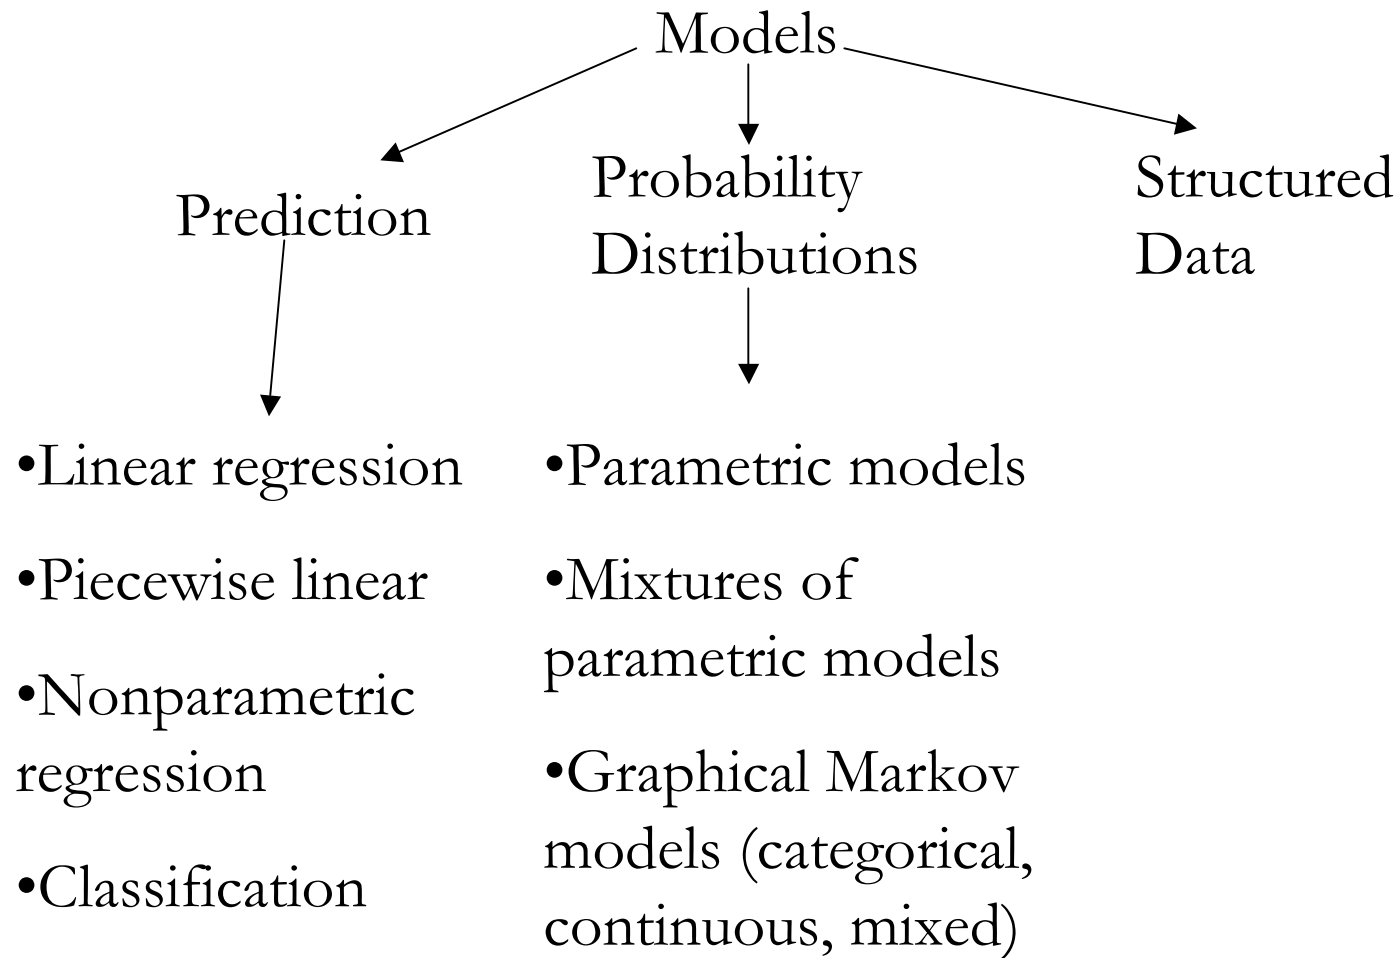 Models
Prediction
Probability
Distributions
Structured
Data
•Linear regression
•Piecewise linear
•Nonparametric
regression
•Classification
•Parametric models
•Mixtures of
parametric models
•Graphical Markov
models (categorical,
continuous, mixed)